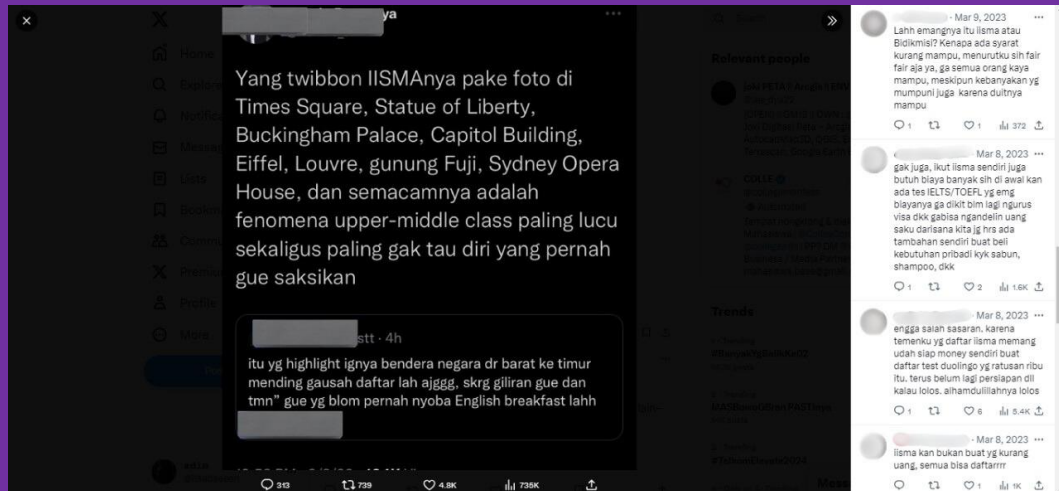 ya
Yang twibbon IISMAnya pake foto di
Times Square, Statue of Liberty,
Buckingham Palace, Capitol Building,
Eiffel, Louvre, gunung Fuji, Sydney Opera
House, dan semacamnya adalah
fenomena upper-middle class paling lucu
sekaligus paling gak tau diri yang pernah
gue saksikan
stt · 4h
itu yg highlight ignya bendera negara dr barat ke timur
mending gausah daftar lah ajggg, skrg giliran gue dan
tmn" gue yg blom pernah nyoba English breakfast lahh
313 739 4.8K 735K
Home
Lists
Premium
Profile
More
Search
Relevant people
Trends
· Mar 9, 2023
Lahh emangnya itu iisma atau
Bidikmisi? Kenapa ada syarat
kurang mampu, menurutku sih fair
fair aja ya, ga semua orang kaya
mampu, meskipun kebanyakan yg
mumpuni juga karena duitnya
mampu
1 1 372
Mar 8, 2023
gak juga, ikut iisma sendiri juga
butuh biaya banyak sih di awal kan
ada tes IELTS/TOEFL yg emg
biayanya ga dikit blm lagi ngurus
visa dkk gabisa ngandelin uang
saku darisana kita jg hrs ada
tambahan sendiri buat beli
kebutuhan pribadi kyk sabun,
shampoo, dkk
1 2 1.6K
· Mar 8, 2023
engga salah sasaran. karena
temenku yg daftar iisma memang
udah siap money sendiri buat
daftar test duolingo yg ratusan ribu
itu. terus belum lagi persiapan dll
kalau lolos. alhamdulillahnya lolos
1 6 5.4K
· Mar 8, 2023
iisma kan bukan buat yg kurang
uang, semua bisa daftarrrr
1 1K